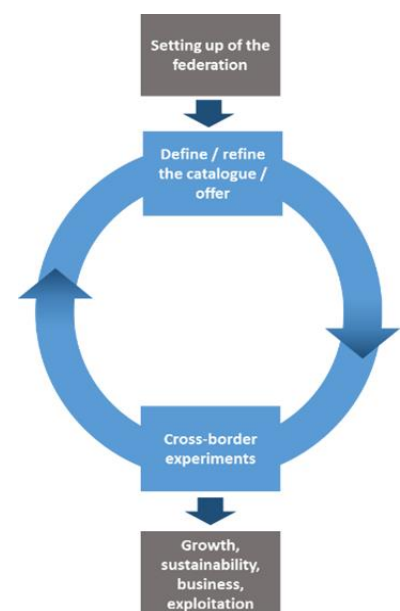 Setting up of the
federation
Define / refine
the catalogue /
offer
Cross-border
experiments
Growth,
sustainability,
business,
exploitation